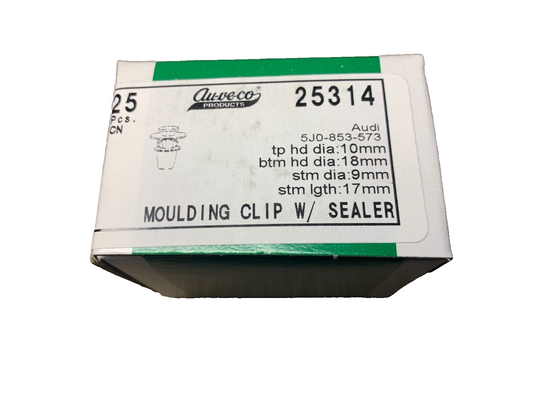 25
Pcs.
CN
Au-ve-co
PRODUCTS
25314
Audi
5J0-853-573
tp hd dia:10mm
btm hd dia:18mm
stm dia:9mm
stm lgth:17mm
MOULDING CLIP W/ SEALER